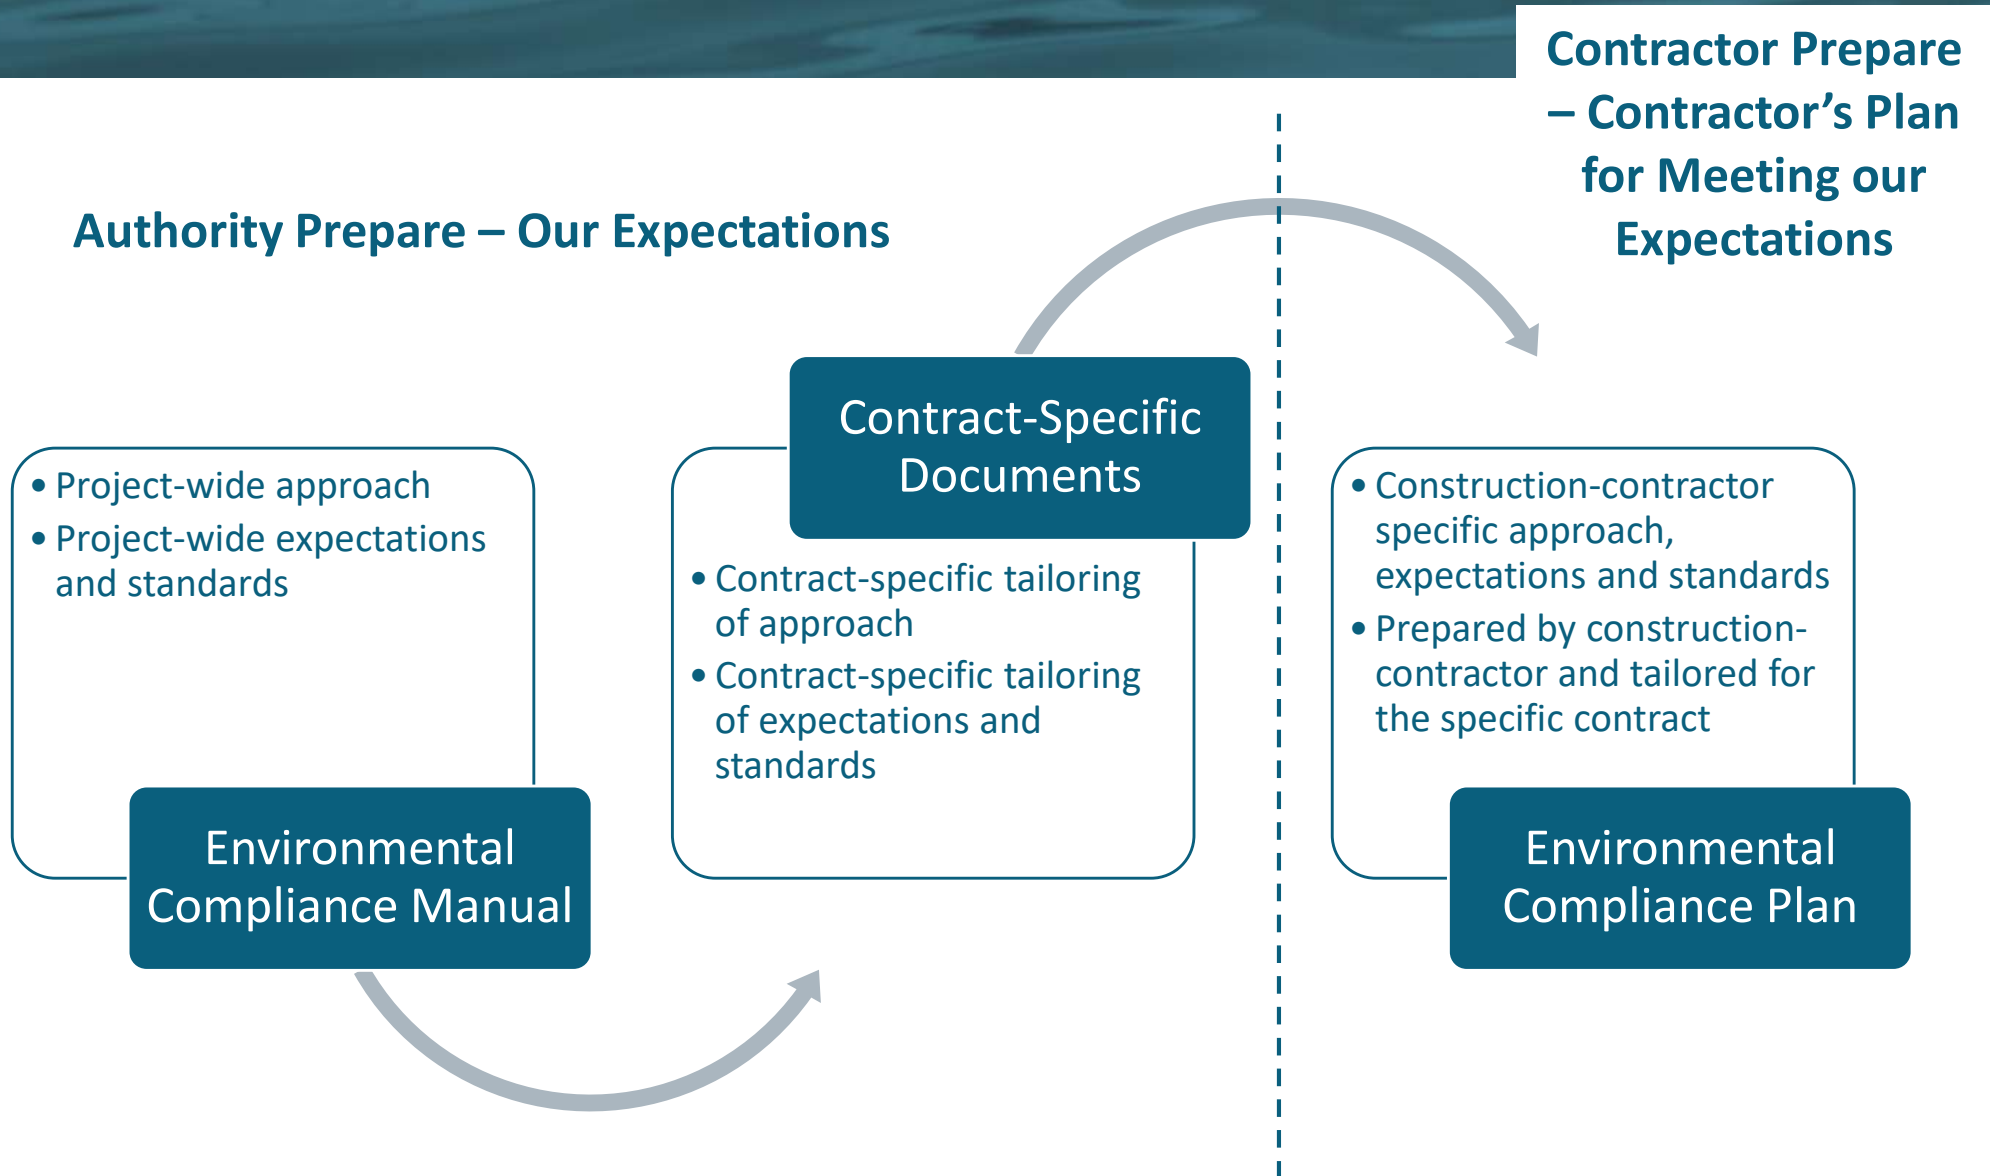 Contractor Prepare
– Contractor’s Plan
for Meeting our
Expectations
Authority Prepare – Our Expectations
• Project-wide approach
• Project-wide expectations
and standards
Environmental
Compliance Manual
Contract-Specific
Documents
• Contract-specific tailoring
of approach
• Contract-specific tailoring
of expectations and
standards
• Construction-contractor
specific approach,
expectations and standards
• Prepared by construction-
contractor and tailored for
the specific contract
Environmental
Compliance Plan